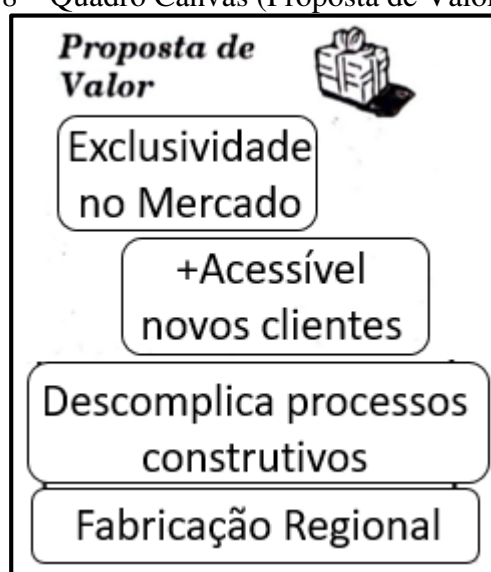 8 – Quadro Canvas (Proposta de Valor
Proposta de
Valor
Exclusividade
no Mercado
+Acessível
novos clientes
Descomplica processos
construtivos
Fabricação Regional